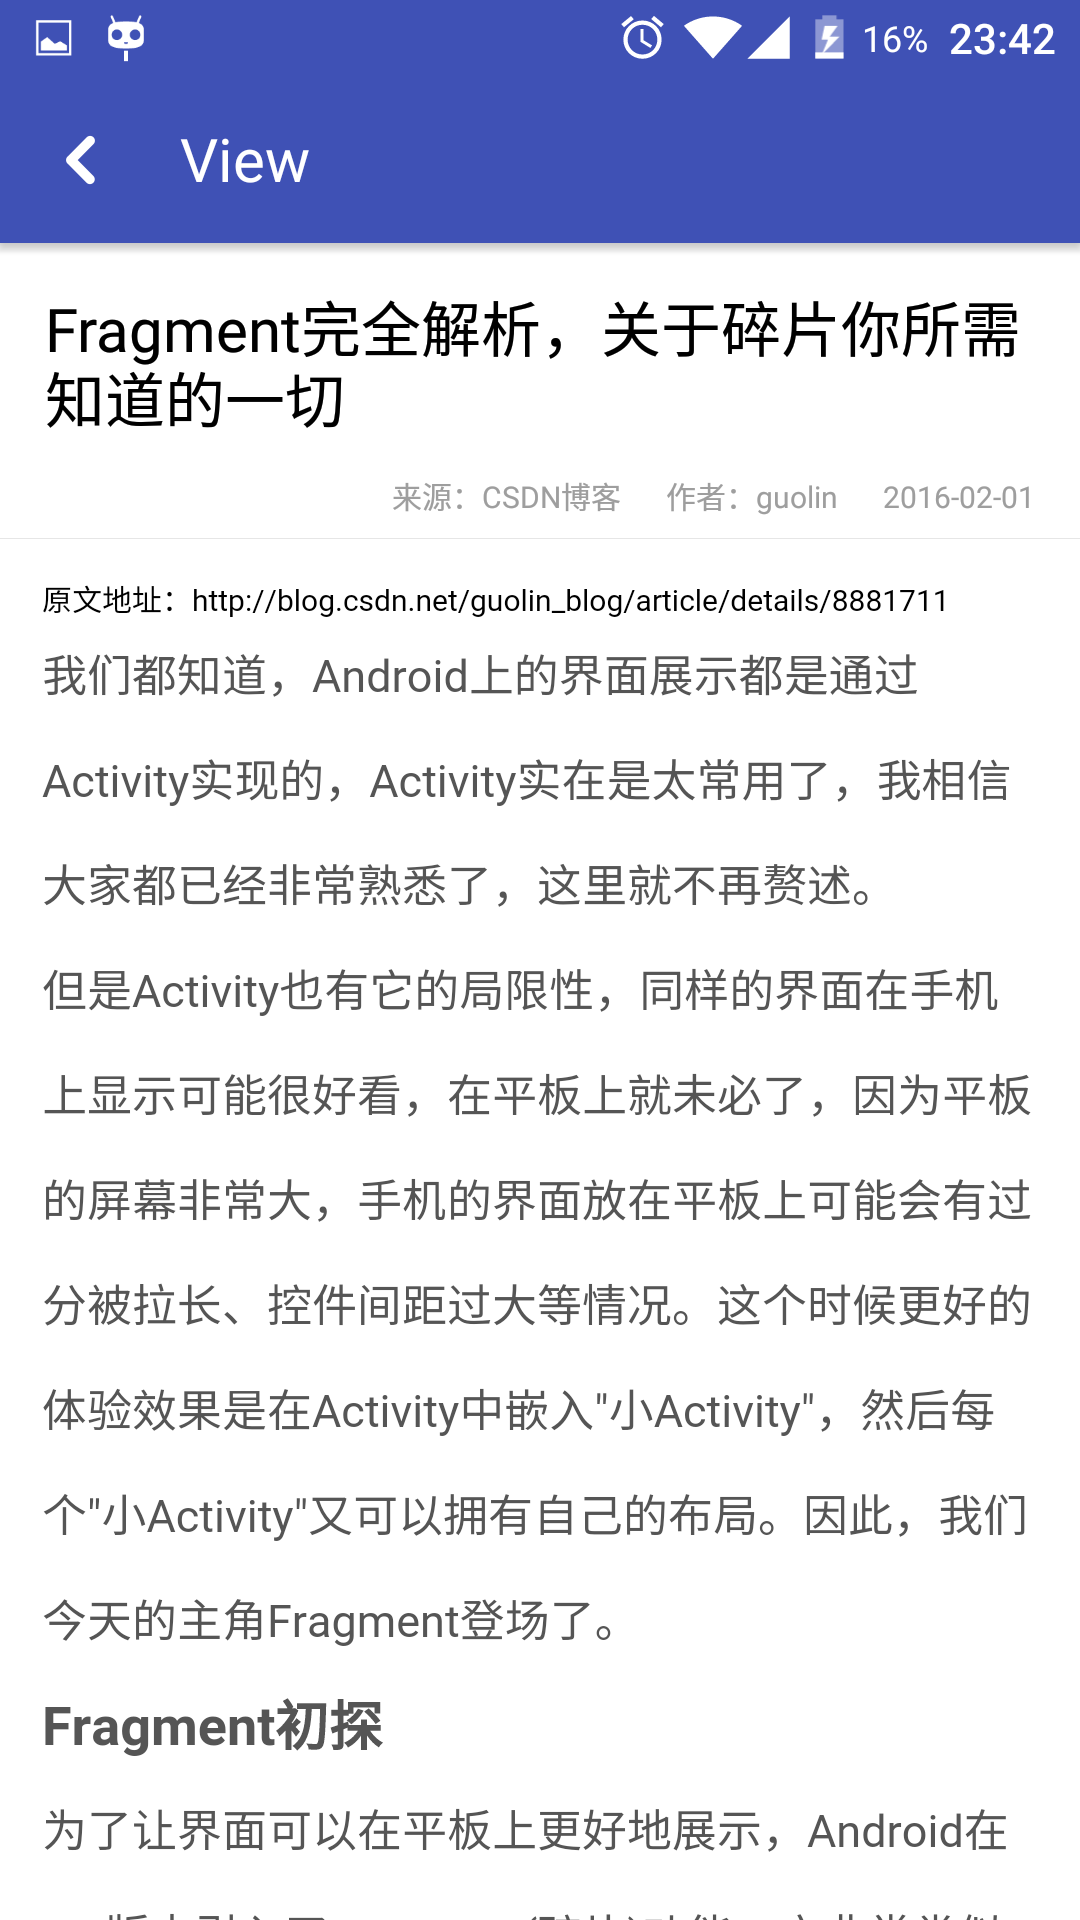 16% 23:42
View
Fragment完全解析，关于碎片你所需
知道的一切
来源：CSDN博客 作者：guolin 2016-02-01
原文地址：http://blog.csdn.net/guolin_blog/article/details/8881711
我们都知道，Android上的界面展示都是通过
Activity实现的，Activity实在是太常用了，我相信
大家都已经非常熟悉了，这里就不再赘述。
但是Activity也有它的局限性，同样的界面在手机
上显示可能很好看，在平板上就未必了，因为平板
的屏幕非常大，手机的界面放在平板上可能会有过
分被拉长、控件间距过大等情况。这个时候更好的
体验效果是在Activity中嵌入"小Activity"，然后每
个"小Activity"又可以拥有自己的布局。因此，我们
今天的主角Fragment登场了。
Fragment初探
为了让界面可以在平板上更好地展示，Android在